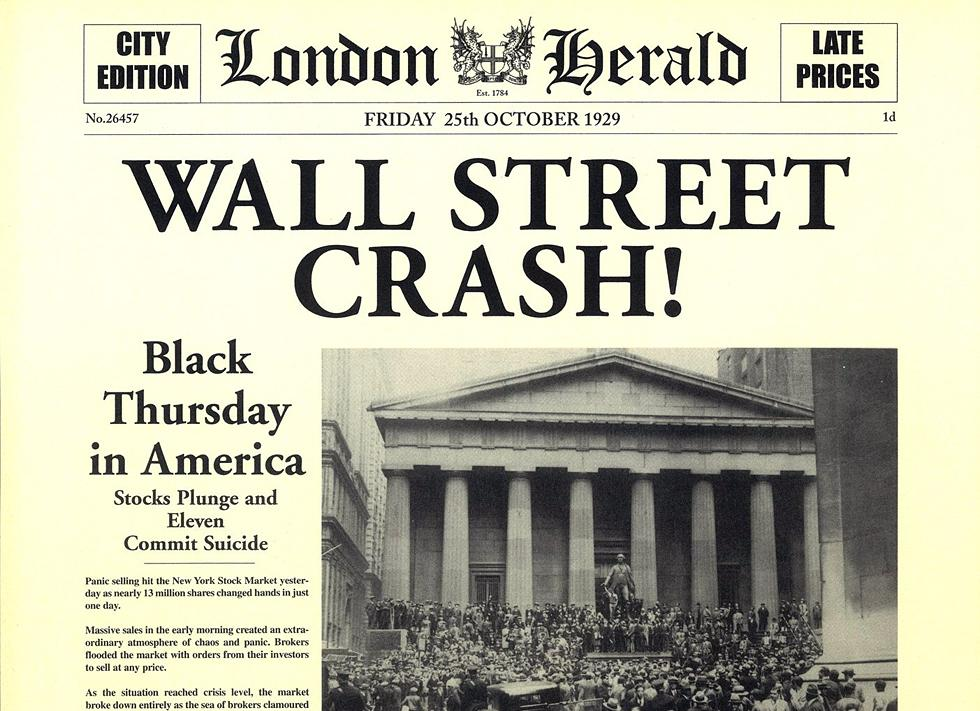 CITY
EDITION
London Herald
Est. 1784
LATE
PRICES
No.26457
FRIDAY 25th OCTOBER 1929
1d
WALL STREET
CRASH!
Black
Thursday
in America
Stocks Plunge and
Eleven
Commit Suicide
Panic selling hit the New York Stock Market yester-
day as nearly 13 million shares changed hands in just
one day.
Massive sales in the early morning created an extra-
ordinary atmosphere of chaos and panic. Brokers
flooded the market with orders from their investors
to sell at any price.
As the situation reached crisis level, the market
broke down entirely as the sea of brokers clamoured